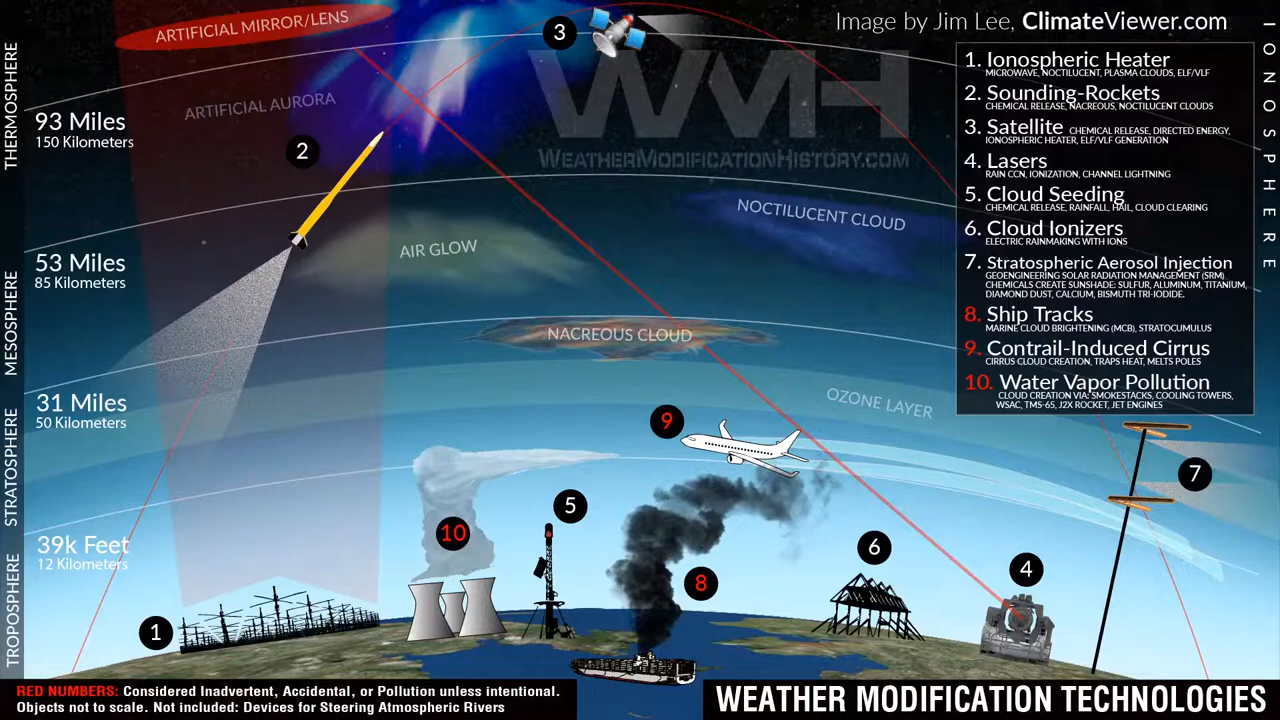 Image by Jim Lee, ClimateViewer.com
ARTIFICIAL MIRROR/LENS
3
WMH
WEATHERMODIFICATIONHISTORY.COM
THERMOSPHERE
IONOSPHERE
ARTIFICIAL AURORA
93 Miles
150 Kilometers
2
NOCTILUCENT CLOUD
AIR GLOW
53 Miles
85 Kilometers
MESOSPHERE
NACREOUS CLOUD
31 Miles
50 Kilometers
OZONE LAYER
STRATOSPHERE
9
7
5
10
39k Feet
12 Kilometers
6
4
8
TROPOSPHERE
1
1. Ionospheric Heater
MICROWAVE, NOCTILUCENT, PLASMA CLOUDS, ELF/VLF
2. Sounding-Rockets
CHEMICAL RELEASE, NACREOUS, NOCTILUCENT CLOUDS
3. Satellite CHEMICAL RELEASE, DIRECTED ENERGY,
IONOSPHERIC HEATER, ELF/VLF GENERATION
4. Lasers
RAIN CCN, IONIZATION, CHANNEL LIGHTNING
5. Cloud Seeding
CHEMICAL RELEASE, RAINFALL, HAIL, CLOUD CLEARING
6. Cloud Ionizers
ELECTRIC RAINMAKING WITH IONS
7. Stratospheric Aerosol Injection
GEOENGINEERING SOLAR RADIATION MANAGEMENT (SRM)
CHEMICALS CREATE SUNSHADE: SULFUR, ALUMINUM, TITANIUM,
DIAMOND DUST, CALCIUM, BISMUTH TRI-IODIDE.
8. Ship Tracks
MARINE CLOUD BRIGHTENING (MCB), STRATOCUMULUS
9. Contrail-Induced Cirrus
CIRRUS CLOUD CREATION, TRAPS HEAT, MELTS POLES
10. Water Vapor Pollution
CLOUD CREATION VIA: SMOKESTACKS, COOLING TOWERS,
WSAC, TMS-65, J2X ROCKET, JET ENGINES
RED NUMBERS: Considered Inadvertent, Accidental, or Pollution unless intentional.
Objects not to scale. Not included: Devices for Steering Atmospheric Rivers
WEATHER MODIFICATION TECHNOLOGIES